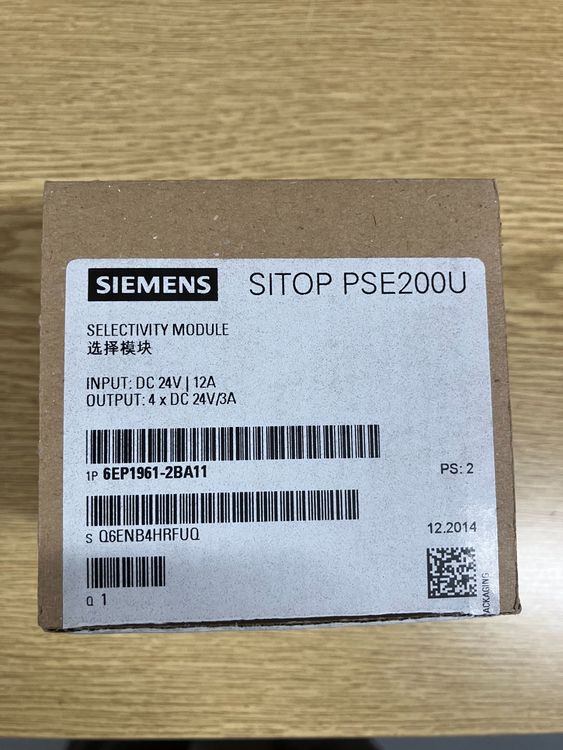 SIEMENS SITOP PSE200U
SELECTIVITY MODULE
选择模块
INPUT: DC 24V | 12A
OUTPUT: 4 x DC 24V/3A
1P 6EP1961-2BA11 PS: 2
S Q6ENB4HRFUQ 12.2014
Q 1
PACKAGING